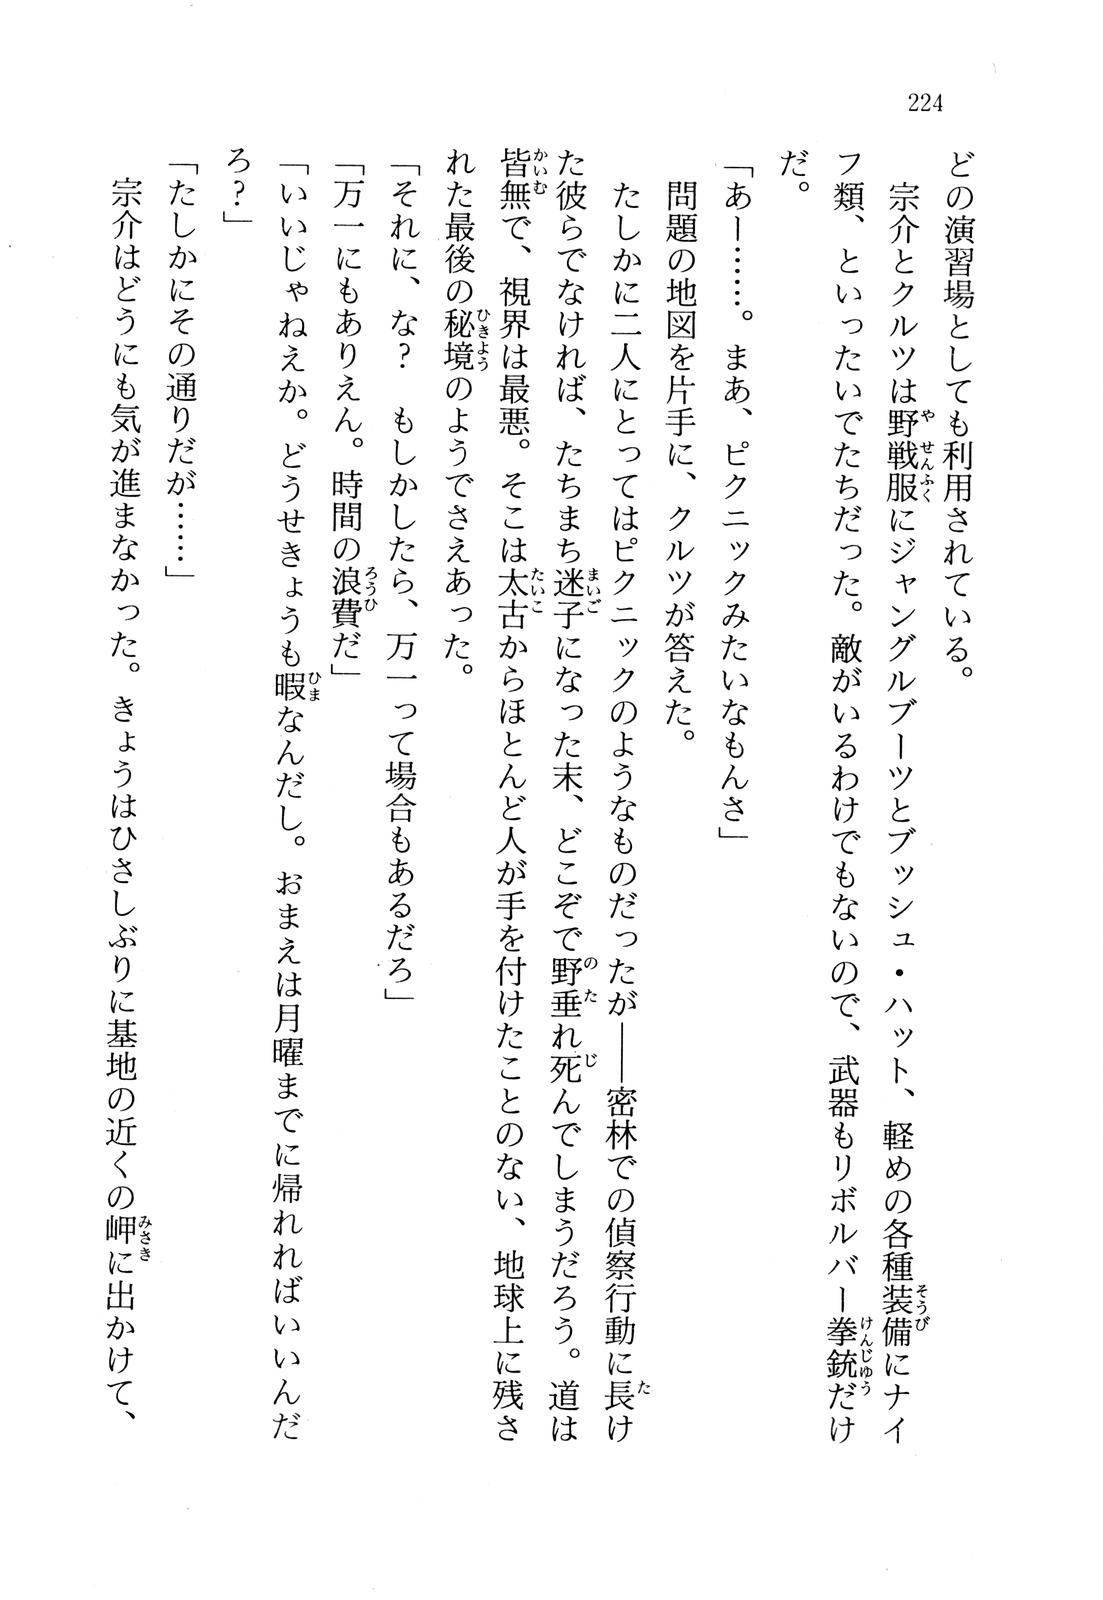 224
どの演習場としても利用されている。
　宗介とクルツは野戦服にジャングルブーツとブッシュ・ハット、軽めの各種装備にナイ
フ類、といったいでたちだった。敵がいるわけでもないので、武器もリボルバー拳銃だけ
だ。
「あー……。まあ、ピクニックみたいなもんさ」
　問題の地図を片手に、クルツが答えた。
　たしかに二人にとってはピクニックのようなものだったが――密林での偵察行動に長け
た彼らでなければ、たちまち迷子になった末、どこぞで野垂れ死んでしまうだろう。道は
皆無で、視界は最悪。そこは太古からほとんど人が手を付けたことのない、地球上に残さ
れた最後の秘境のようでさえあった。
「それに、な？　もしかしたら、万一って場合もあるだろ」
「万一にもありえん。時間の浪費だ」
「いいじゃねえか。どうせきょうも暇なんだし。おまえは月曜までに帰れればいいんだ
ろ？」
「たしかにその通りだが……」
　宗介はどうにも気が進まなかった。きょうはひさしぶりに基地の近くの岬に出かけて、